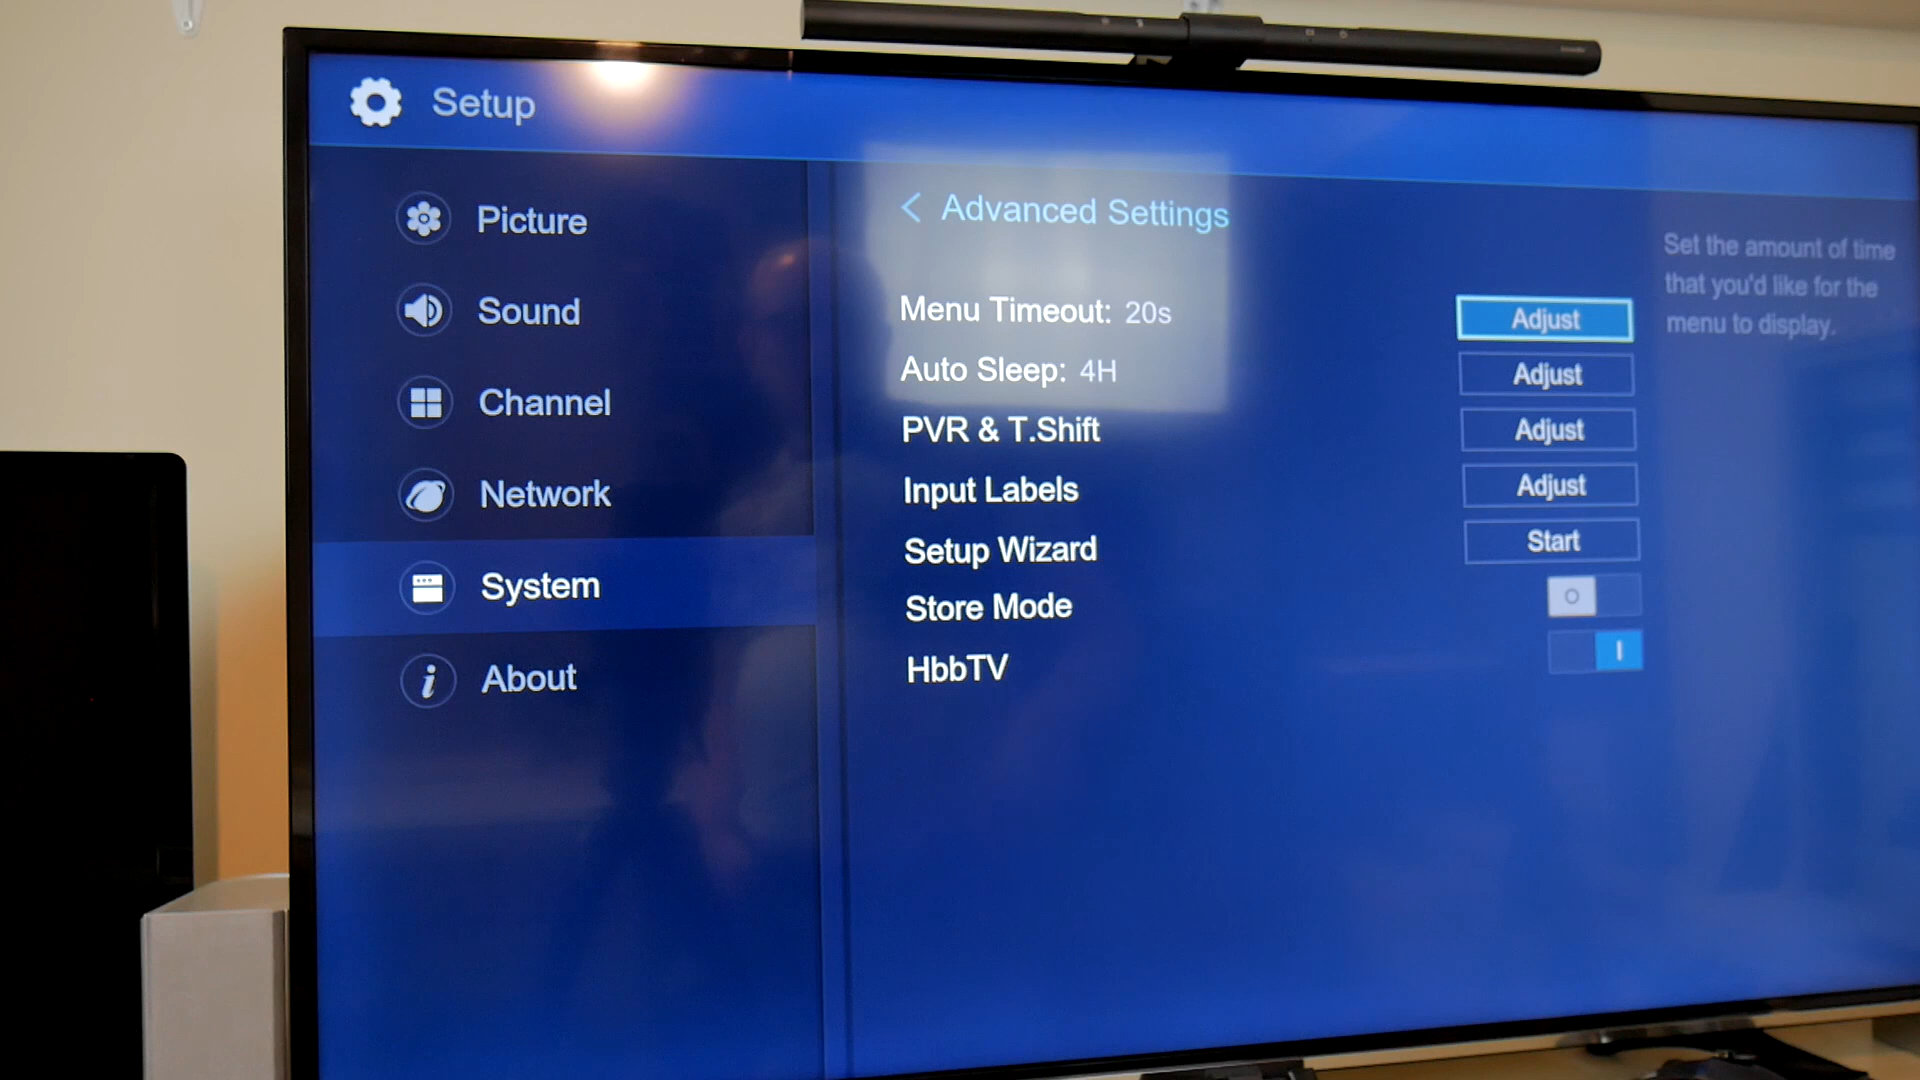 Setup
Picture
Sound
Channel
Network
System
About
Advanced Settings
Menu Timeout: 20s Adjust
Auto Sleep: 4H Adjust
PVR & T.Shift Adjust
Input Labels Adjust
Setup Wizard Start
Store Mode
HbbTV
Set the amount of time
that you'd like for the
menu to display.